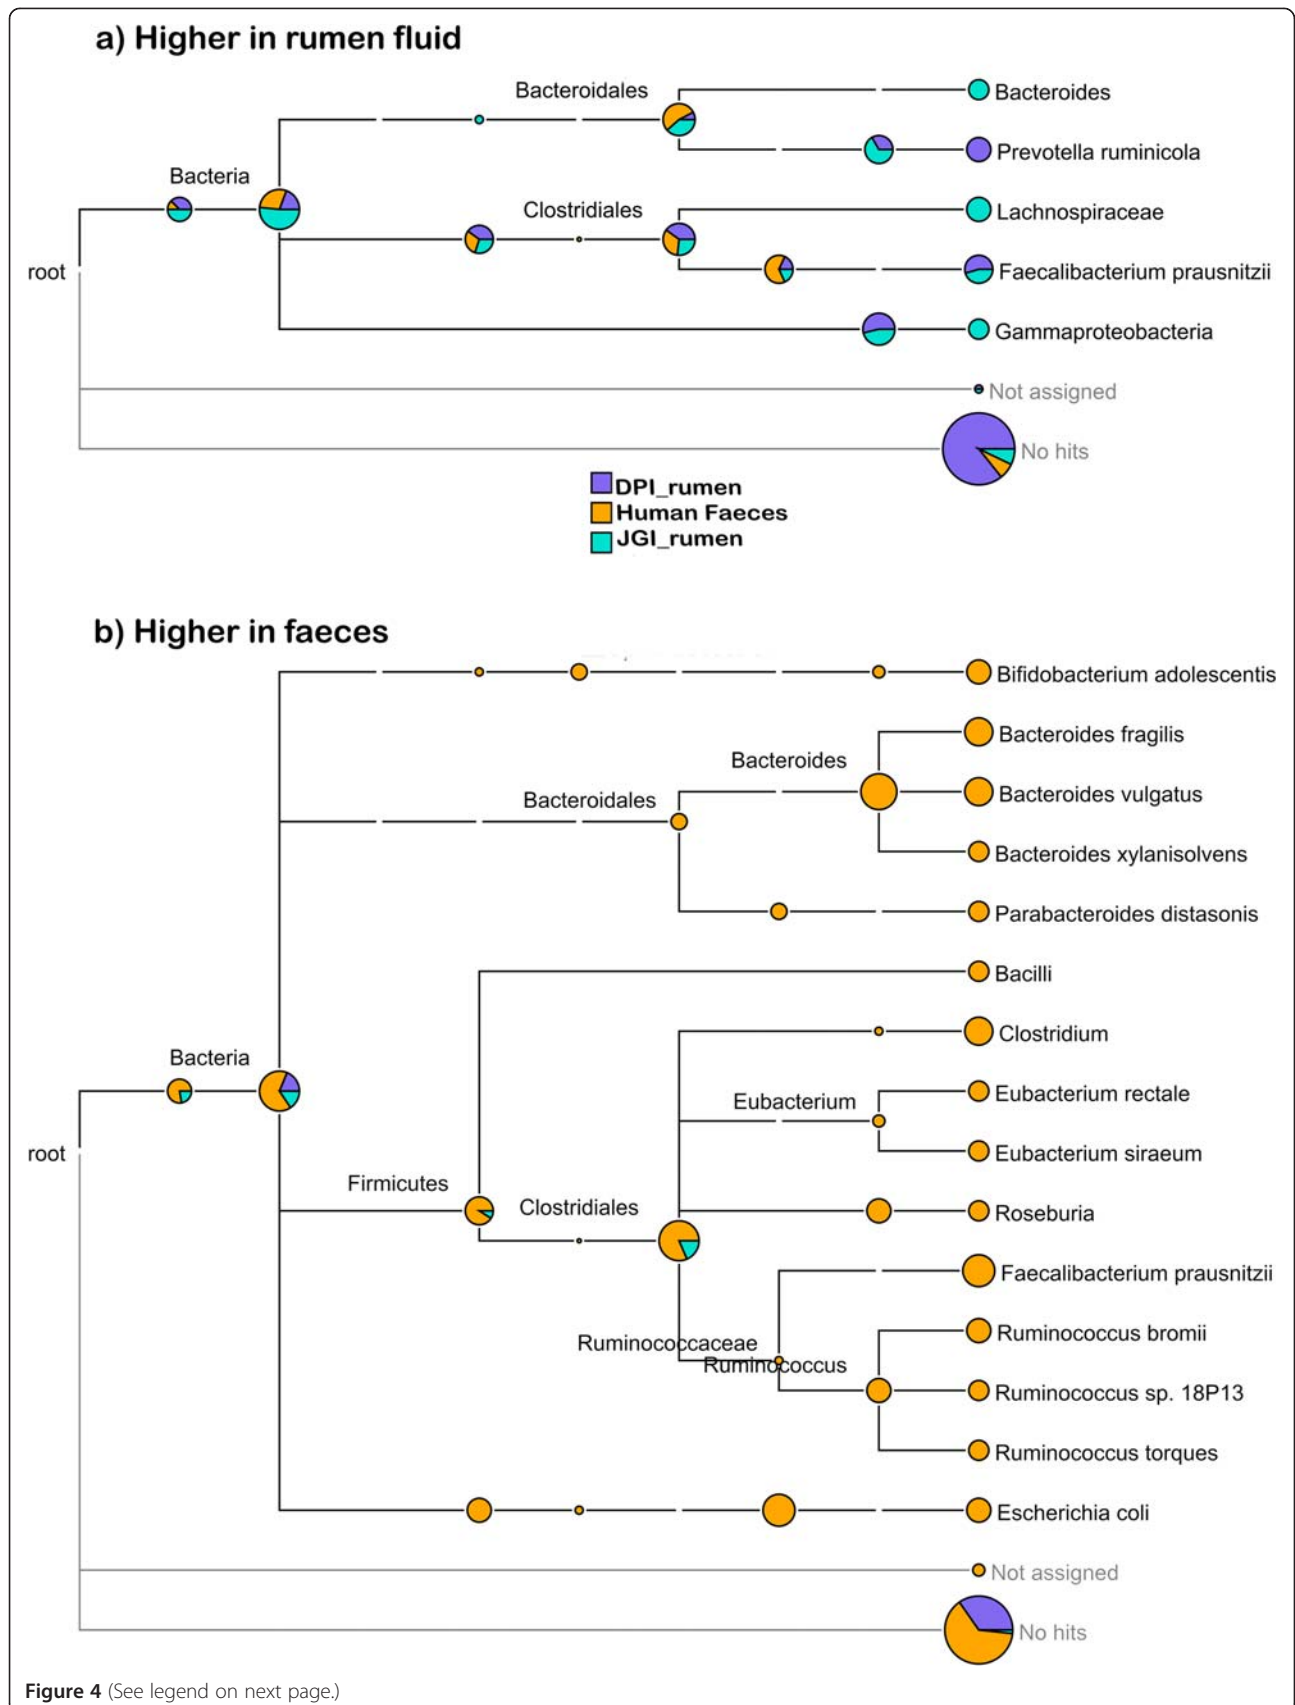 a) Higher in rumen fluid
Bacteroidales
Bacteroides
Prevotella ruminicola
Bacteria
Clostridiales
Lachnospiraceae
root
Faecalibacterium prausnitzii
Gammaproteobacteria
Not assigned
No hits
DPI_rumen
Human Faeces
JGI_rumen
b) Higher in faeces
Bifidobacterium adolescentis
Bacteroides fragilis
Bacteroides
Bacteroidales
Bacteroides vulgatus
Bacteroides xylanisolvens
Parabacteroides distasonis
Bacilli
Clostridium
Bacteria
Eubacterium
Eubacterium rectale
Eubacterium siraeum
root
Firmicutes
Clostridiales
Roseburia
Faecalibacterium prausnitzii
Ruminococcaceae
Ruminococcus
Ruminococcus bromii
Ruminococcus sp. 18P13
Ruminococcus torques
Escherichia coli
Not assigned
No hits
Figure 4 (See legend on next page.)